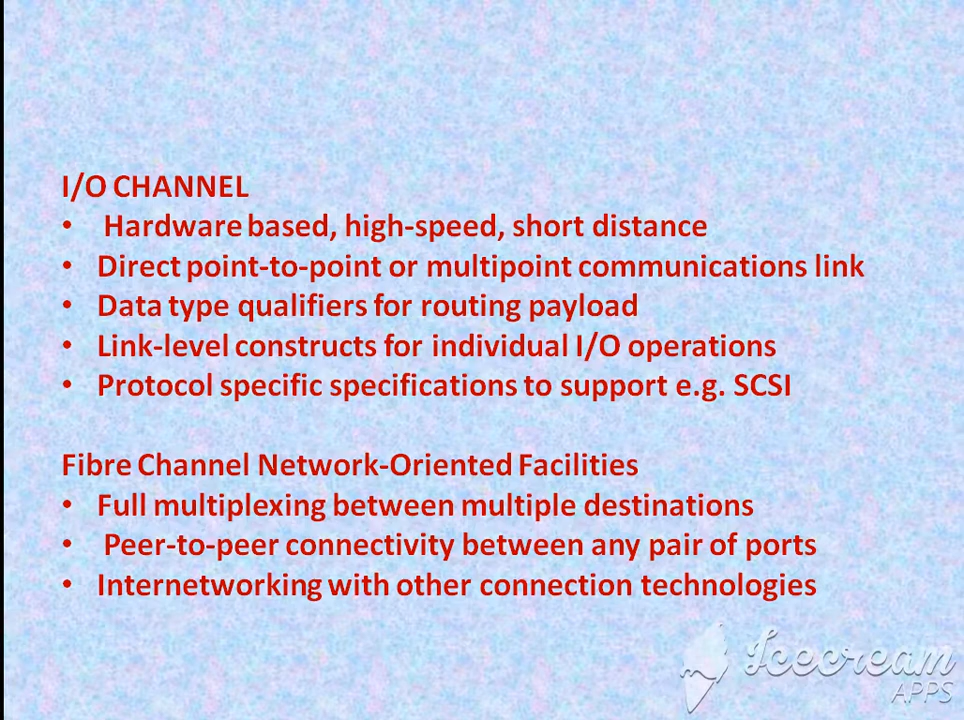 I/O CHANNEL
• Hardware based, high-speed, short distance
• Direct point-to-point or multipoint communications link
• Data type qualifiers for routing payload
• Link-level constructs for individual I/O operations
• Protocol specific specifications to support e.g. SCSI
Fibre Channel Network-Oriented Facilities
• Full multiplexing between multiple destinations
• Peer-to-peer connectivity between any pair of ports
• Internetworking with other connection technologies
Icecream
APPS